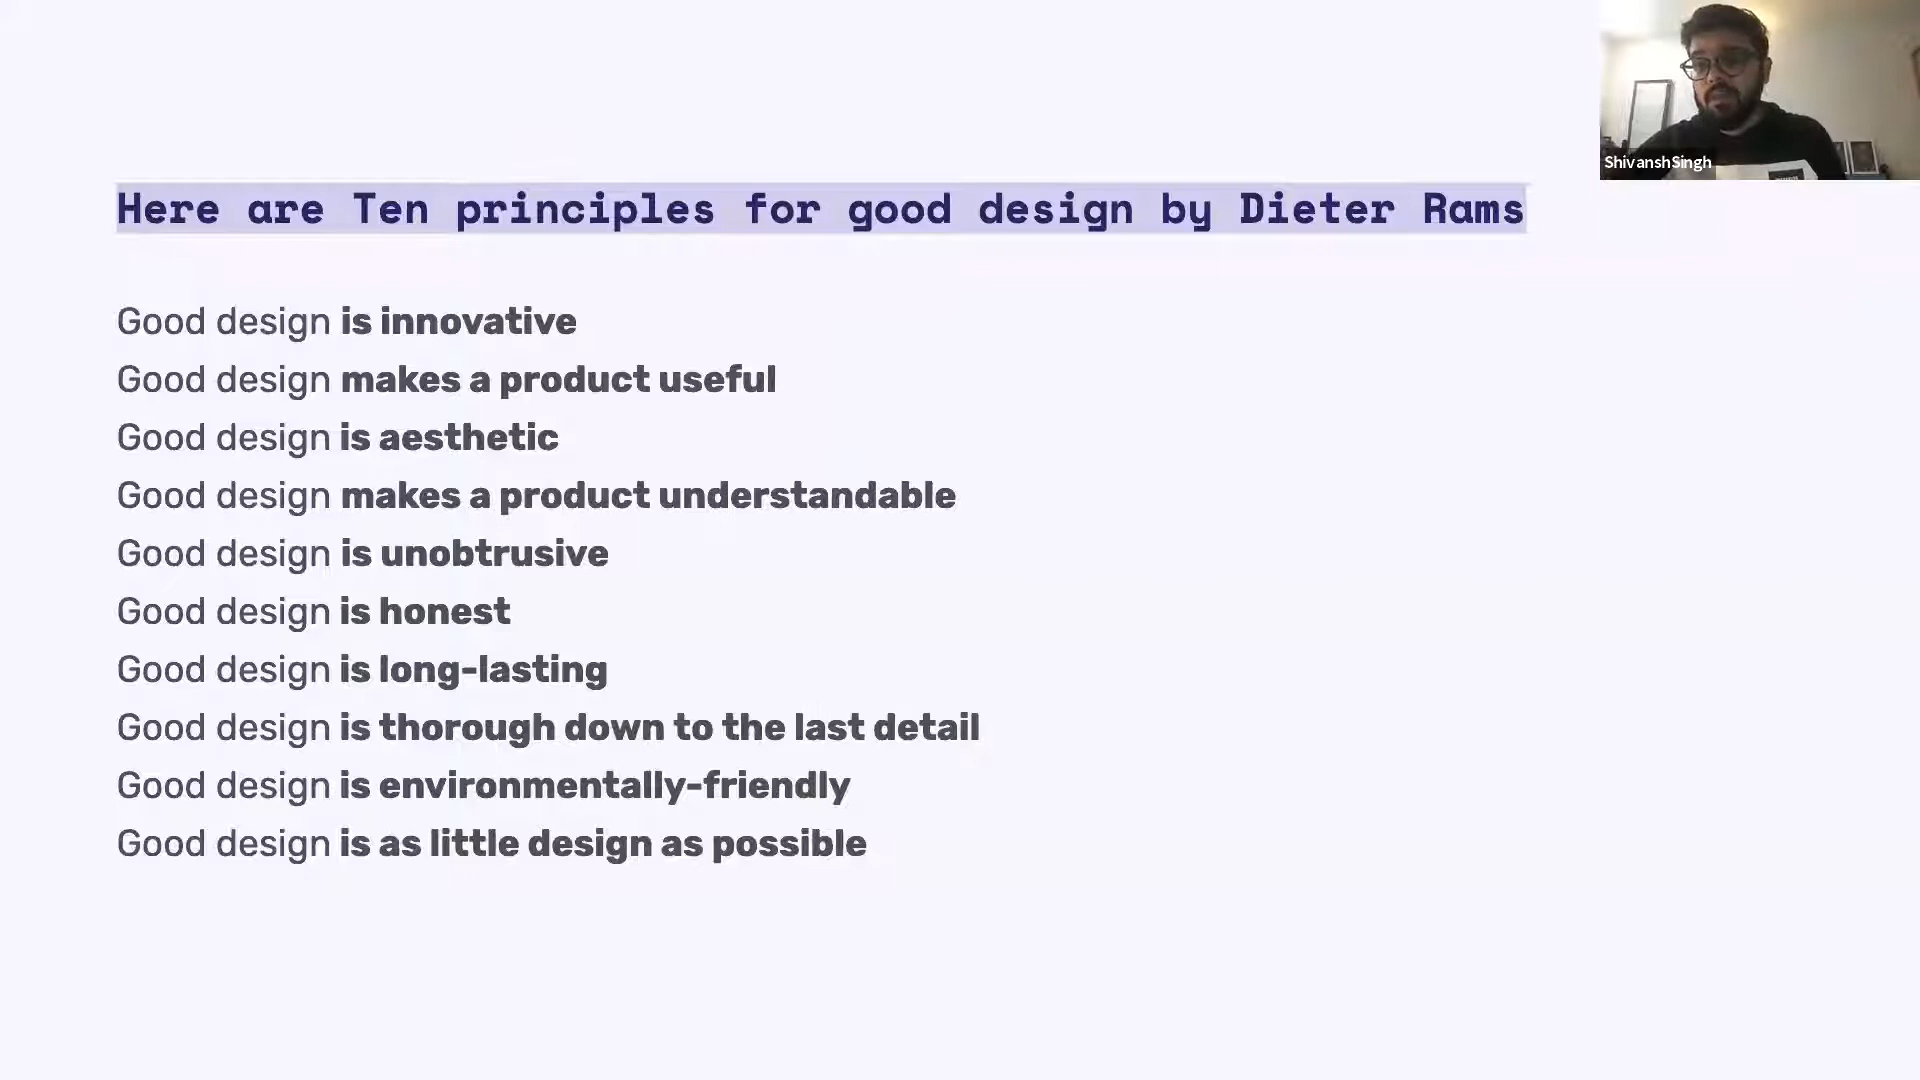 ShivanshSingh
Here are Ten principles for good design by Dieter Rams
Good design is innovative
Good design makes a product useful
Good design is aesthetic
Good design makes a product understandable
Good design is unobtrusive
Good design is honest
Good design is long-lasting
Good design is thorough down to the last detail
Good design is environmentally-friendly
Good design is as little design as possible